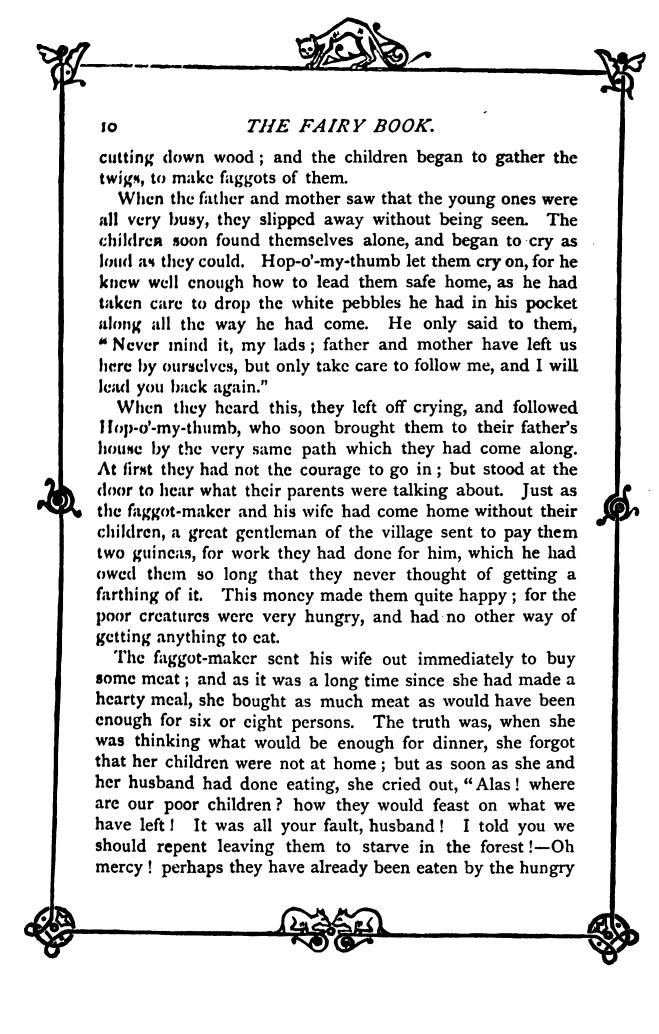 10 THE FAIRY BOOK.
cutting down wood ; and the children began to gather the
twigs, to make faggots of them.
When the father and mother saw that the young ones were
all very busy, they slipped away without being seen. The
children soon found themselves alone, and began to cry as
loud as they could. Hop-o'-my-thumb let them cry on, for he
knew well enough how to lead them safe home, as he had
taken care to drop the white pebbles he had in his pocket
along all the way he had come. He only said to them,
“ Never mind it, my lads ; father and mother have left us
here by ourselves, but only take care to follow me, and I will
lead you back again.”
When they heard this, they left off crying, and followed
Hop-o'-my-thumb, who soon brought them to their father's
house by the very same path which they had come along.
At first they had not the courage to go in ; but stood at the
door to hear what their parents were talking about. Just as
the faggot-maker and his wife had come home without their
children, a great gentleman of the village sent to pay them
two guineas, for work they had done for him, which he had
owed them so long that they never thought of getting a
farthing of it. This money made them quite happy ; for the
poor creatures were very hungry, and had no other way of
getting anything to eat.
The faggot-maker sent his wife out immediately to buy
some meat ; and as it was a long time since she had made a
hearty meal, she bought as much meat as would have been
enough for six or eight persons. The truth was, when she
was thinking what would be enough for dinner, she forgot
that her children were not at home ; but as soon as she and
her husband had done eating, she cried out, “ Alas ! where
are our poor children ? how they would feast on what we
have left ! It was all your fault, husband ! I told you we
should repent leaving them to starve in the forest !—Oh
mercy ! perhaps they have already been eaten by the hungry